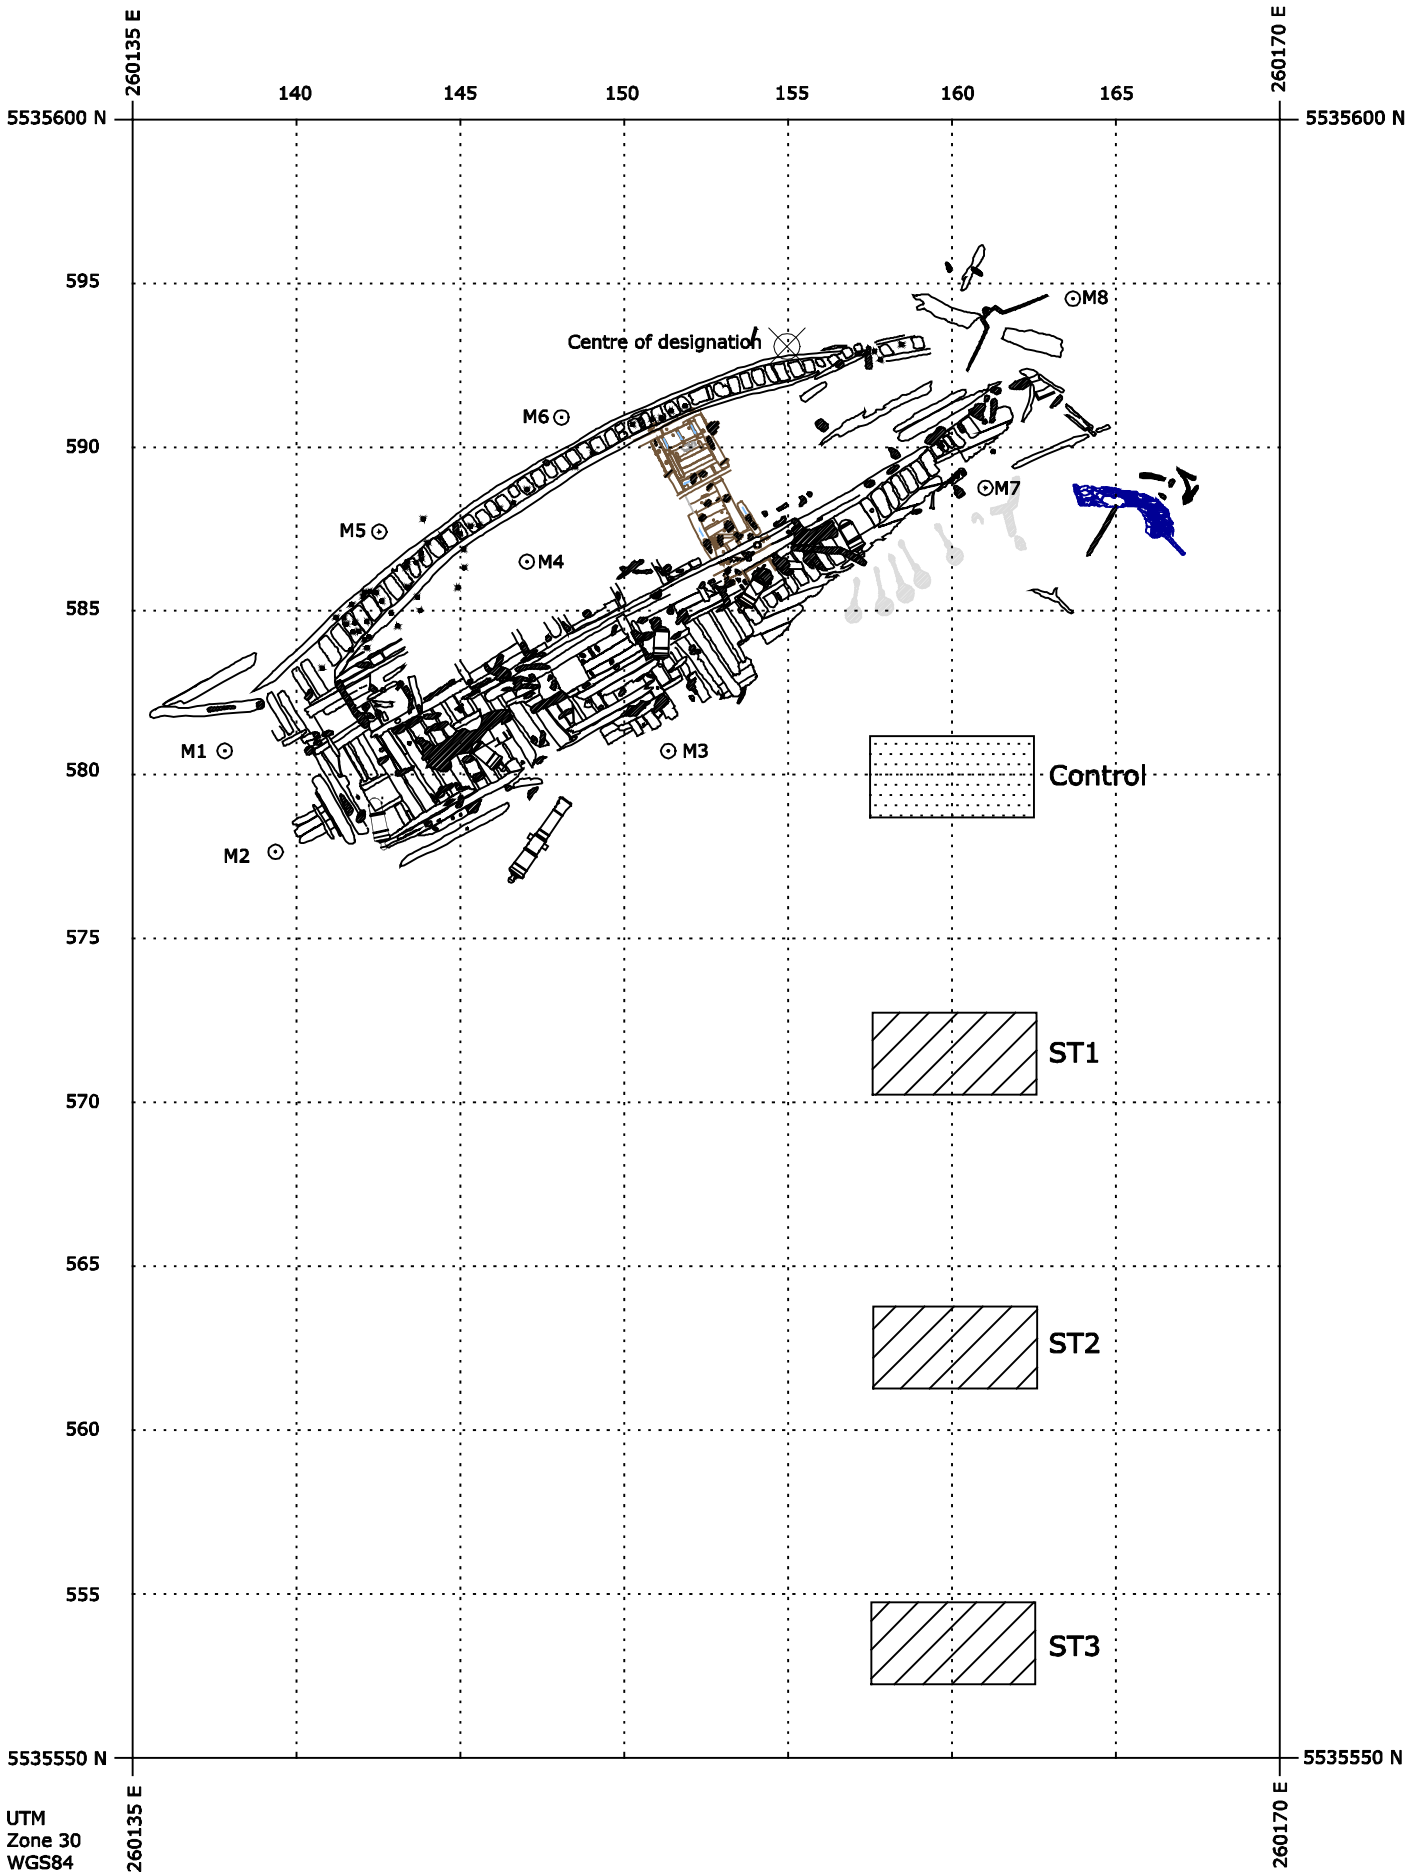 260135 E
260170 E
140 145 150 155 160 165
5535600 N
5535600 N
595
M8
Centre of designation
M6
590
M7
M5
M4
585
M1
M3
580
Control
M2
575
ST1
570
565
ST2
560
555
ST3
5535550 N
5535550 N
260135 E
260170 E
UTM
Zone 30
WGS84